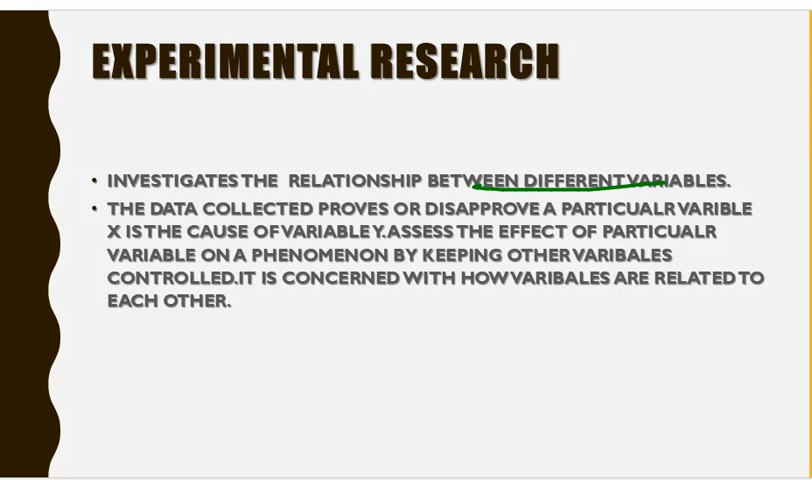 EXPERIMENTAL RESEARCH
• INVESTIGATES THE RELATIONSHIP BETWEEN DIFFERENT VARIABLES.
• THE DATA COLLECTED PROVES OR DISAPPROVE A PARTICUALR VARIBLE
X IS THE CAUSE OF VARIABLE Y.ASSESS THE EFFECT OF PARTICUALR
VARIABLE ON A PHENOMENON BY KEEPING OTHER VARIBALES
CONTROLLED.IT IS CONCERNED WITH HOW VARIBALES ARE RELATED TO
EACH OTHER.